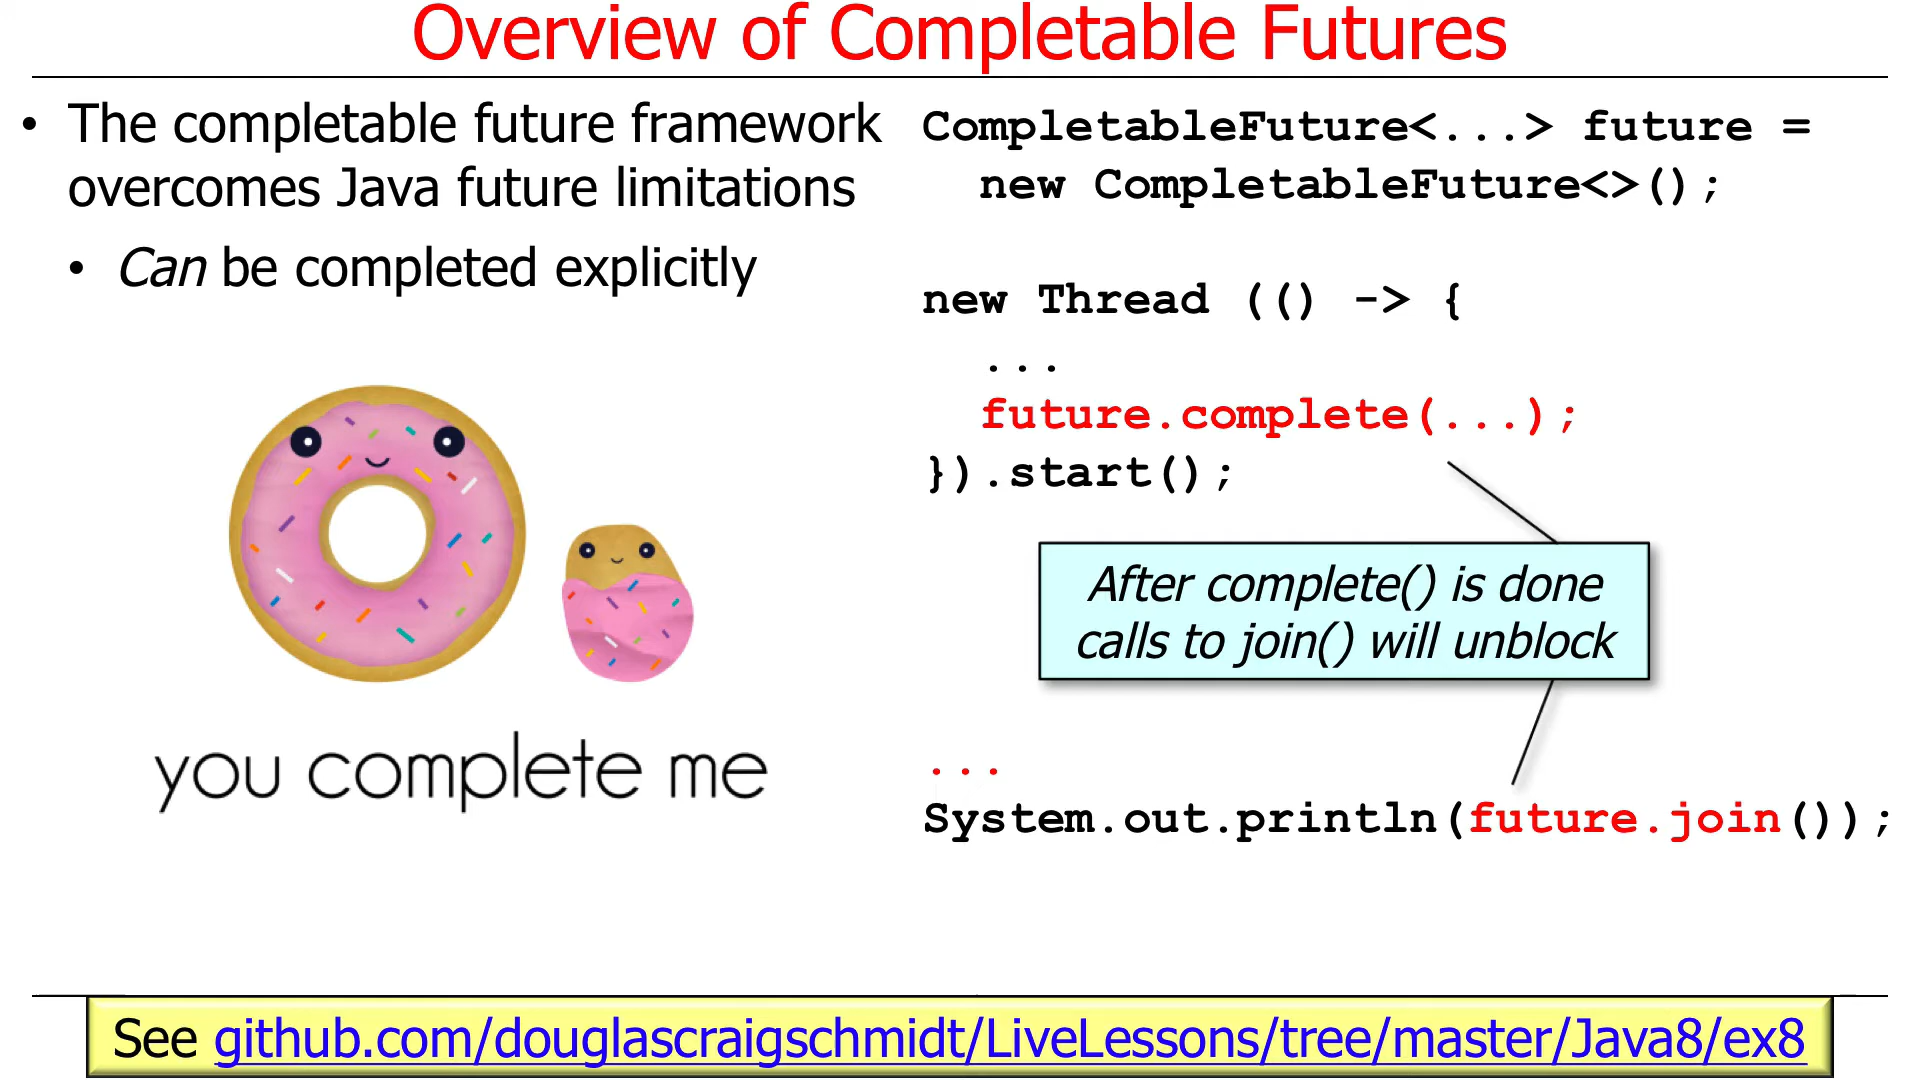 Overview of Completable Futures
• The completable future framework
overcomes Java future limitations
• Can be completed explicitly
you complete me
CompletableFuture<...> future =
new CompletableFuture<>();
new Thread (() -> {
...
future.complete(...);
}).start();
After complete() is done
calls to join() will unblock
...
System.out.println(future.join());
See github.com/douglascraigschmidt/LiveLessons/tree/master/Java8/ex8